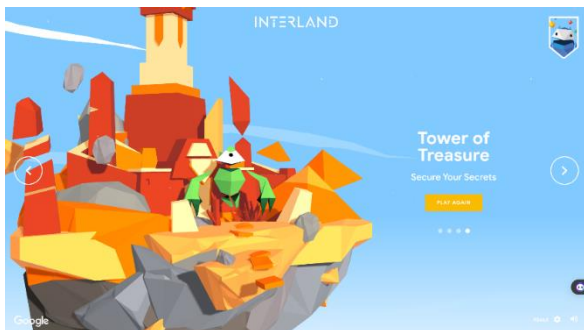 INTERLAND
Tower of
Treasure
Secure Your Secrets
PLAY AGAIN
Google